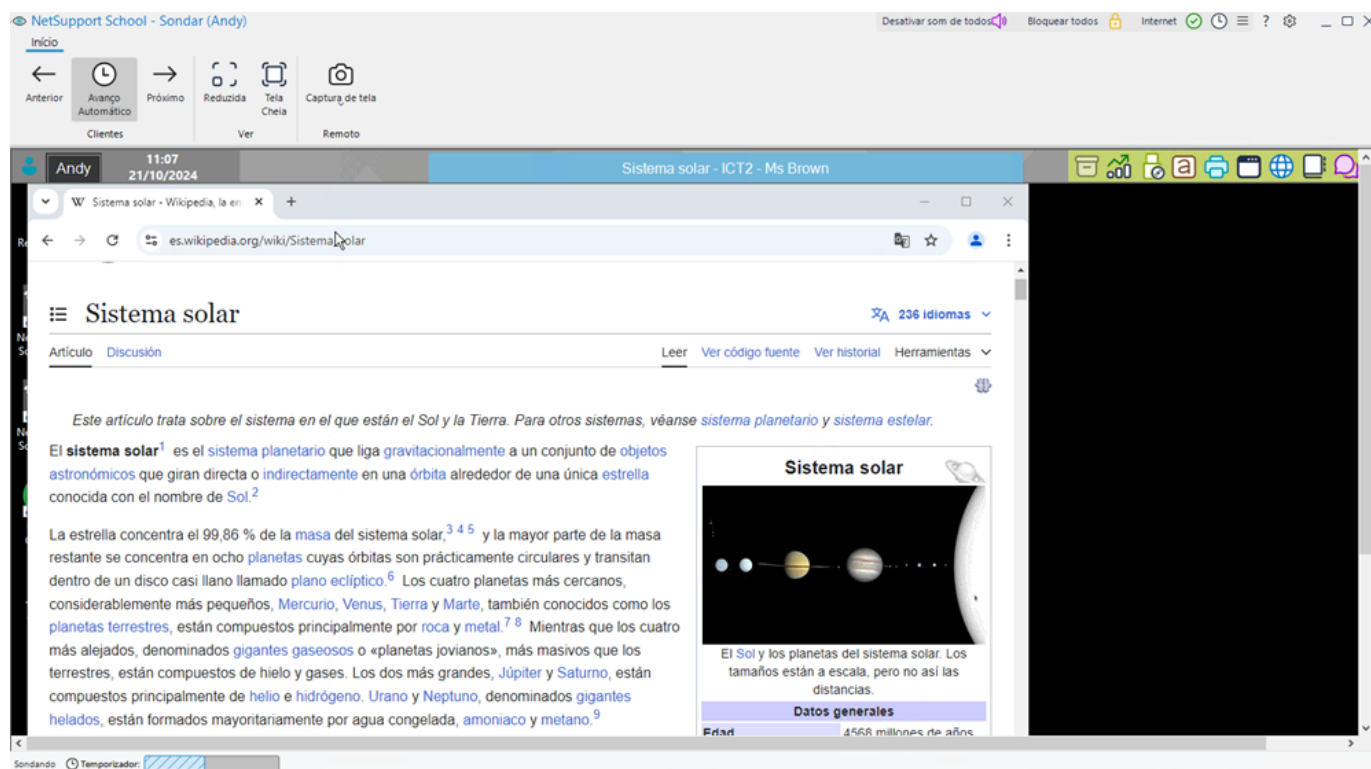 NetSupport School - Sondar (Andy)
Desativar som de todos
Bloquear todos
Internet
Início
Anterior
Avanço Automático
Próximo
Reduzida
Tela Cheia
Captura de tela
Clientes
Ver
Remoto
Andy
11:07
21/10/2024
Sistema solar - ICT2 - Ms Brown
Sistema solar - Wikipedia, la en
es.wikipedia.org/wiki/Sistema_solar
Sistema solar
236 idiomas
Artículo Discusión
Leer Ver código fuente Ver historial Herramientas
Este artículo trata sobre el sistema en el que están el Sol y la Tierra. Para otros sistemas, véanse sistema planetario y sistema estelar.
El sistema solar1 es el sistema planetario que liga gravitacionalmente a un conjunto de objetos
astronómicos que giran directa o indirectamente en una órbita alrededor de una única estrella
conocida con el nombre de Sol.2
La estrella concentra el 99,86 % de la masa del sistema solar,3 4 5 y la mayor parte de la masa
restante se concentra en ocho planetas cuyas órbitas son prácticamente circulares y transitan
dentro de un disco casi llano llamado plano eclíptico.6 Los cuatro planetas más cercanos,
considerablemente más pequeños, Mercurio, Venus, Tierra y Marte, también conocidos como los
planetas terrestres, están compuestos principalmente por roca y metal.7 8 Mientras que los cuatro
más alejados, denominados gigantes gaseosos o «planetas jovianos», más masivos que los
terrestres, están compuestos de hielo y gases. Los dos más grandes, Júpiter y Saturno, están
compuestos principalmente de helio e hidrógeno. Urano y Neptuno, denominados gigantes
helados, están formados mayoritariamente por agua congelada, amoniaco y metano.9
Sistema solar
El Sol y los planetas del sistema solar. Los
tamaños están a escala, pero no así las
distancias.
Datos generales
Edad 4568 millones de años
Sondando
Temporizador: